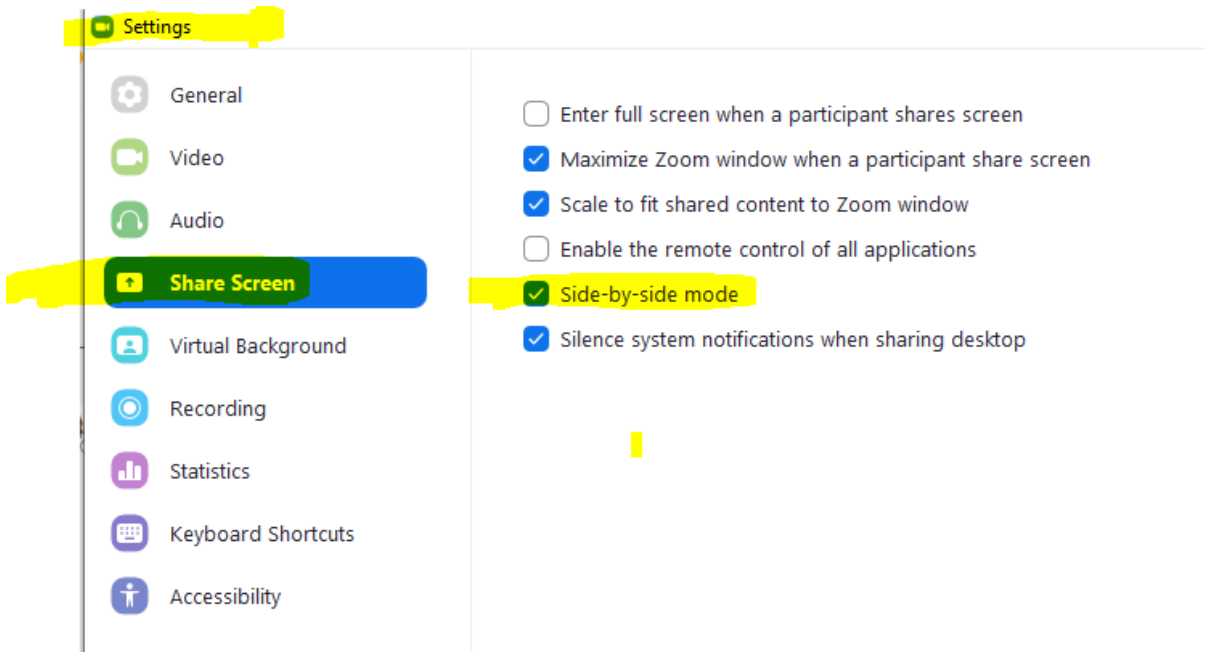 Settings
General
Video
Audio
Share Screen
Virtual Background
Recording
Statistics
Keyboard Shortcuts
Accessibility
Enter full screen when a participant shares screen
Maximize Zoom window when a participant share screen
Scale to fit shared content to Zoom window
Enable the remote control of all applications
Side-by-side mode
Silence system notifications when sharing desktop